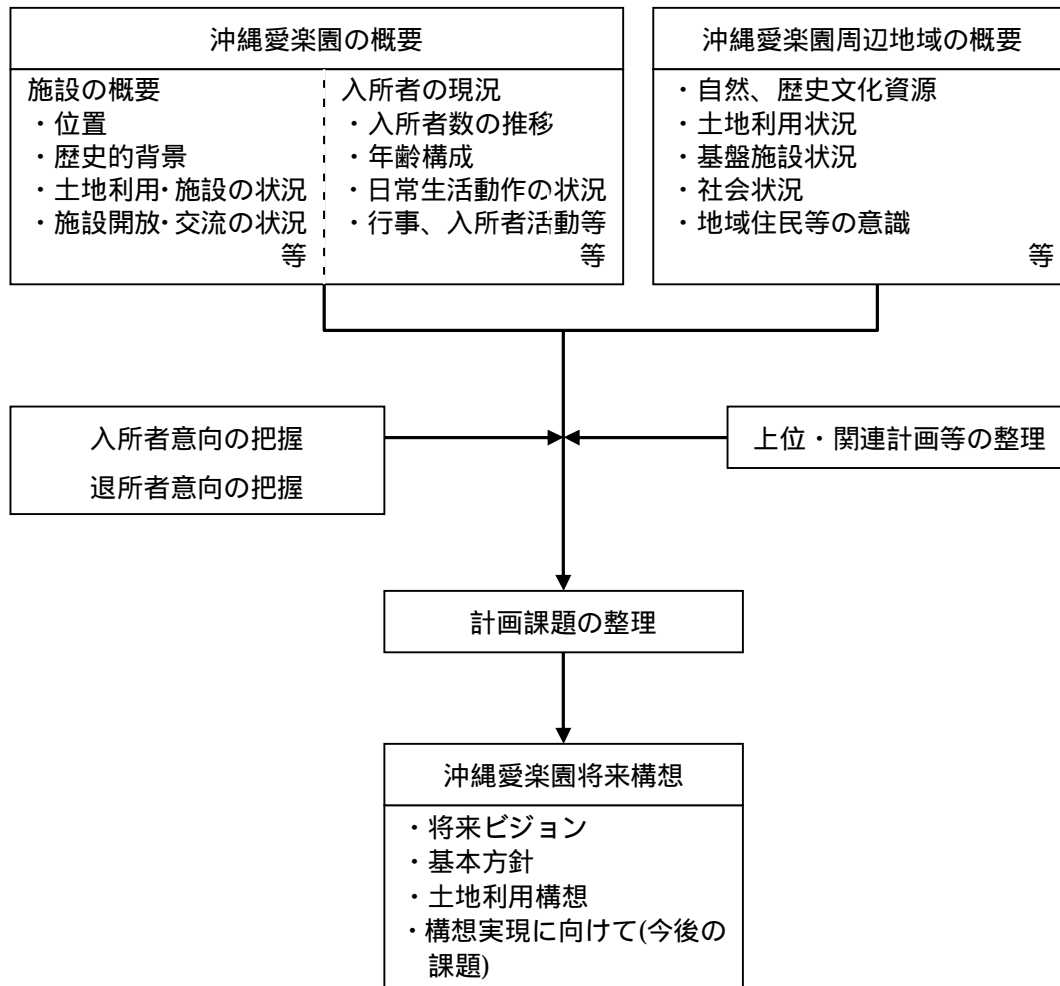 沖縄愛楽園の概要
施設の概要
・位置
・歴史的背景
・土地利用・施設の状況
・施設開放・交流の状況
等
入所者の現況
・入所者数の推移
・年齢構成
・日常生活動作の状況
・行事、入所者活動等
等
沖縄愛楽園周辺地域の概要
・自然、歴史文化資源
・土地利用状況
・基盤施設状況
・社会状況
・地域住民等の意識
等
入所者意向の把握
退所者意向の把握
上位・関連計画等の整理
計画課題の整理
沖縄愛楽園将来構想
・将来ビジョン
・基本方針
・土地利用構想
・構想実現に向けて(今後の
課題)